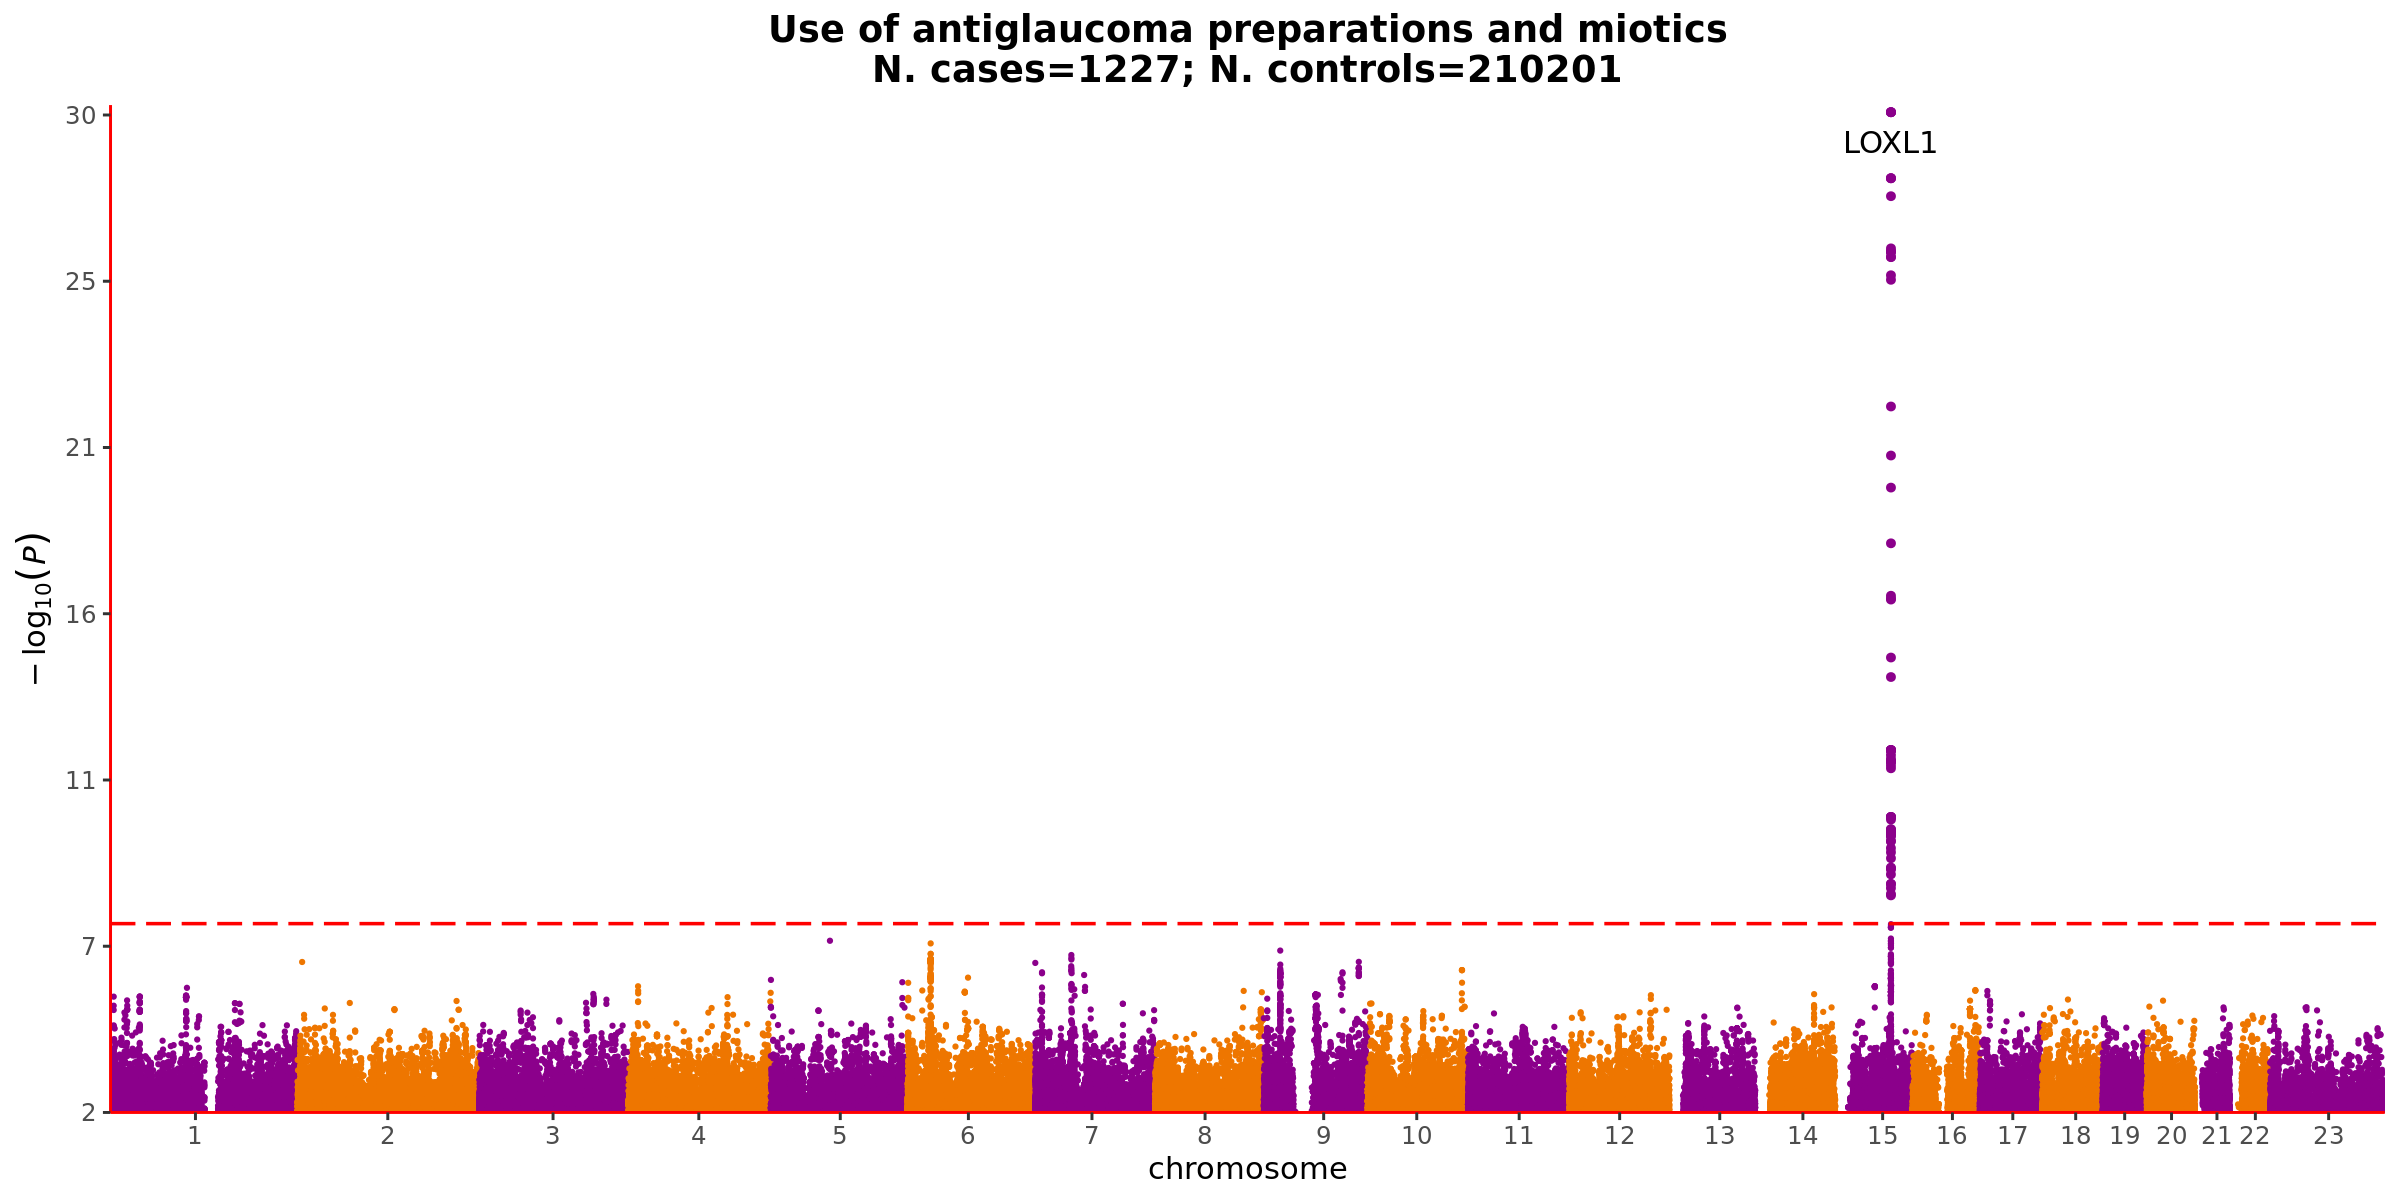 Use of antiglaucoma preparations and miotics
N. cases=1227; N. controls=210201
30
LOXL1
25
21
16
11
7
2
− log10(P)
1 2 3 4 5 6 7 8 9 10 11 12 13 14 15 16 17 18 19 20 21 22 23
chromosome